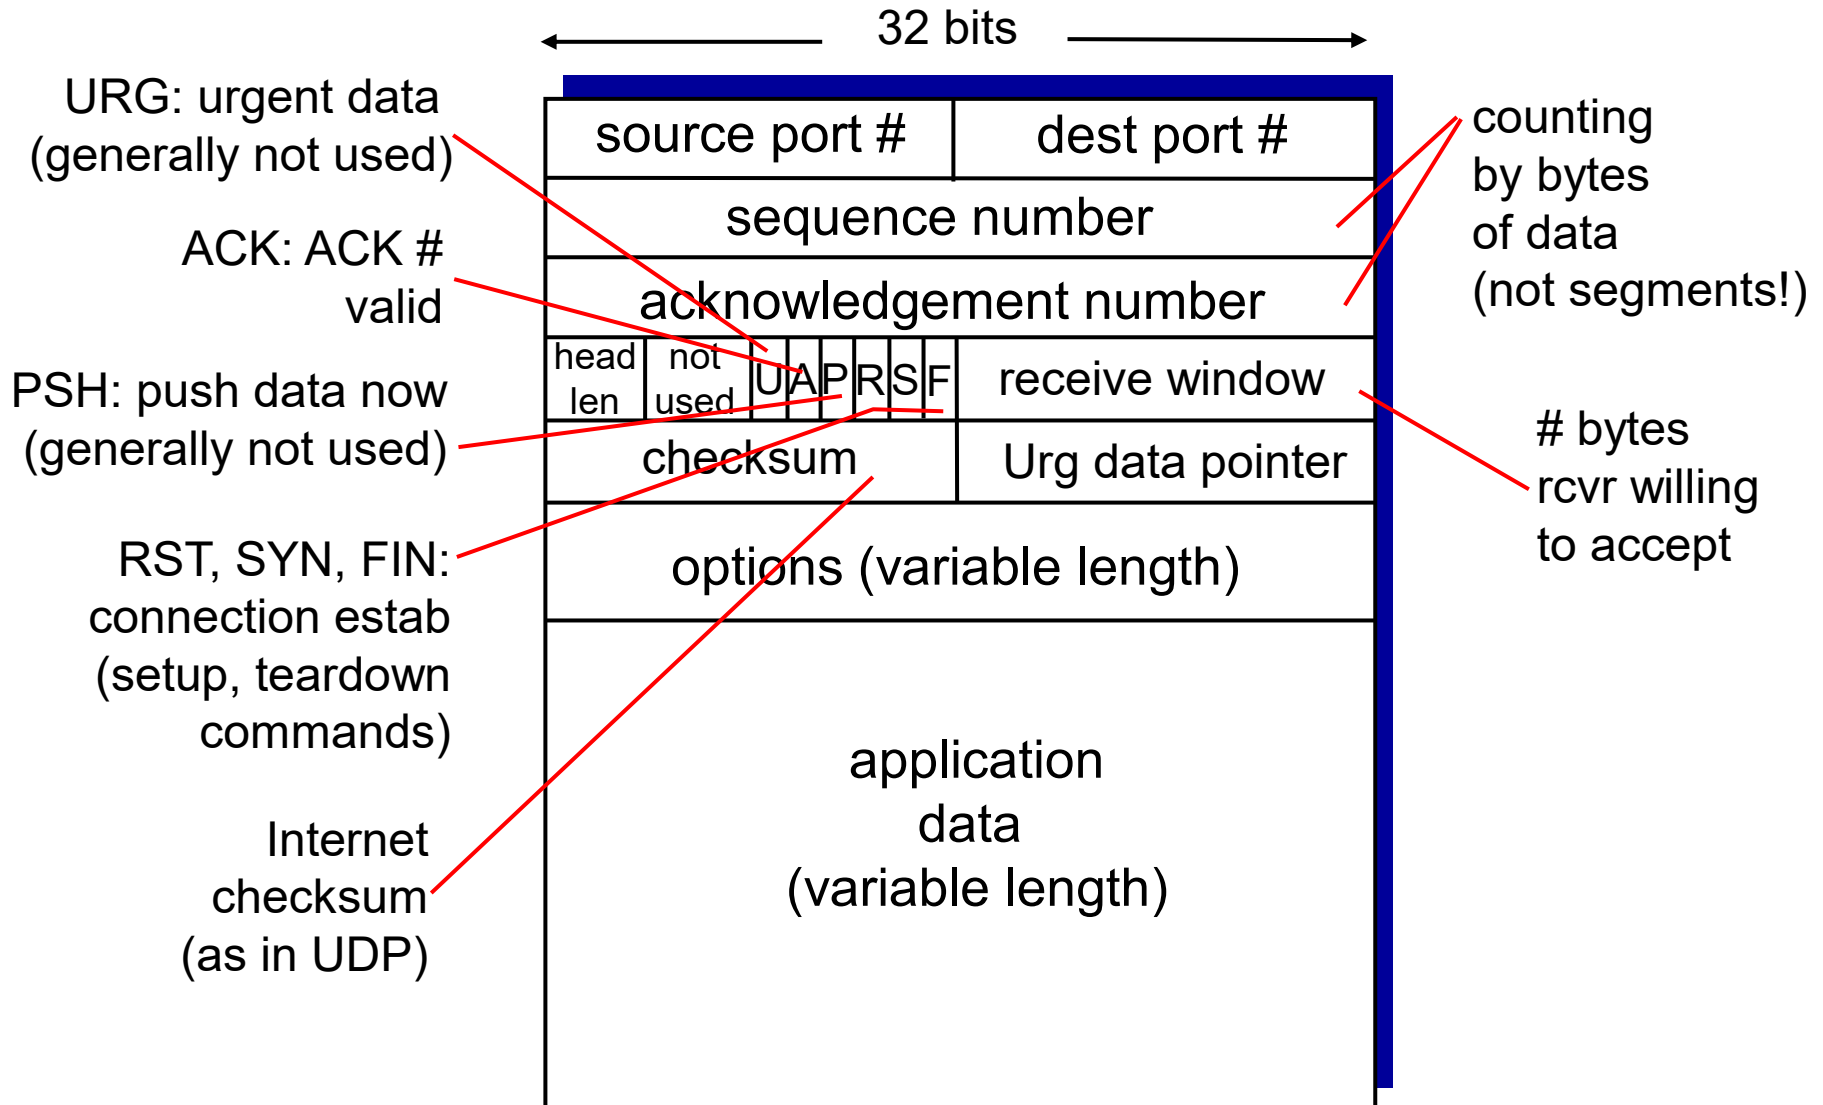 32 bits
URG: urgent data
(generally not used)
ACK: ACK #
valid
PSH: push data now
(generally not used)
RST, SYN, FIN:
connection estab
(setup, teardown
commands)
Internet
checksum
(as in UDP)
source port #
dest port #
sequence number
acknowledgement number
head
len
not
used
U
A
P
R
S
F
receive window
checksum
Urg data pointer
options (variable length)
application
data
(variable length)
counting
by bytes
of data
(not segments!)
# bytes
rcvr willing
to accept